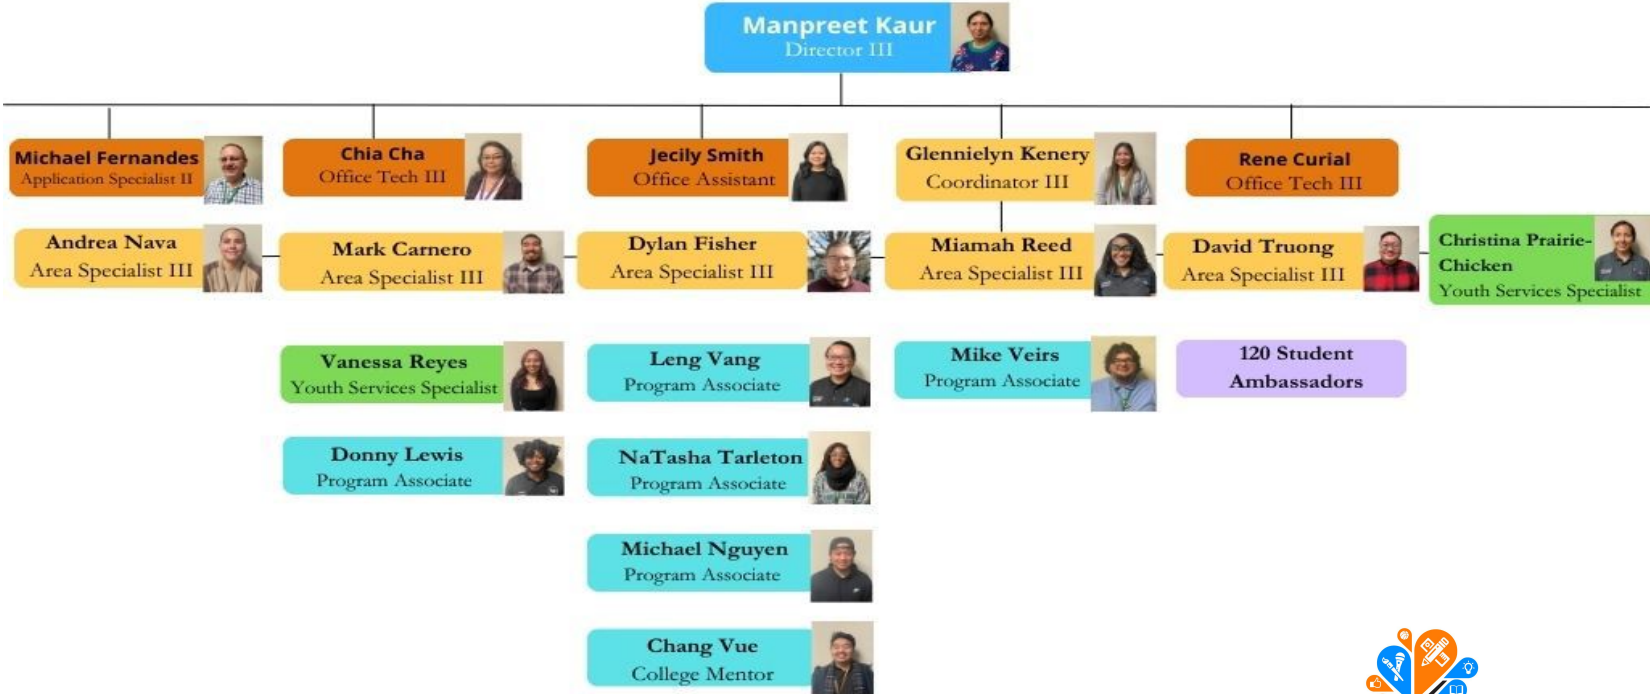 Manpreet Kaur
Director III
Michael Fernandes
Application Specialist II
Chia Cha
Office Tech III
Jecily Smith
Office Assistant
Glennielyn Kenery
Coordinator III
Rene Curial
Office Tech III
Andrea Nava
Area Specialist III
Mark Carnero
Area Specialist III
Dylan Fisher
Area Specialist III
Miamah Reed
Area Specialist III
David Truong
Area Specialist III
Christina Prairie-
Chicken
Youth Services Specialist
Vanessa Reyes
Youth Services Specialist
Leng Vang
Program Associate
Mike Veirs
Program Associate
120 Student
Ambassadors
Donny Lewis
Program Associate
NaTasha Tarleton
Program Associate
Michael Nguyen
Program Associate
Chang Vue
College Mentor